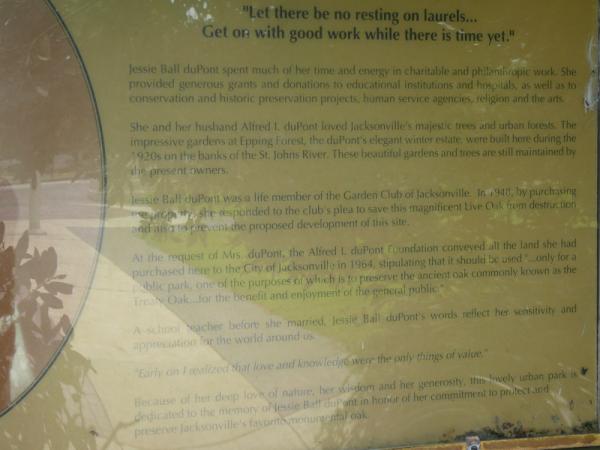 "Let there be no resting on laurels...
Get on with good work while there is time yet."
Jessie Ball duPont spent much of her time and energy in charitable and philanthropic work. She
provided generous grants and donations to educational institutions and hospitals, as well as to
conservation and historic preservation projects, human service agencies, religion and the arts.
She and her husband Alfred I. duPont loved Jacksonville's majestic trees and urban forests. The
impressive gardens at Epping Forest, the duPont's elegant winter estate, were built here during the
1920s on the banks of the St. Johns River. These beautiful gardens and trees are still maintained by
the present owners.
Jessie Ball duPont was a life member of the Garden Club of Jacksonville. In 1948, by purchasing
the property, she responded to the club's plea to save this magnificent Live Oak from destruction
and also to prevent the proposed development of this site.
At the request of Mrs. duPont, the Alfred I. duPont Foundation conveyed all the land she had
purchased here to the City of Jacksonville in 1964, stipulating that it should be used "...only for a
public park, one of the purposes of which is to preserve the ancient oak commonly known as the
Treaty Oak...for the benefit and enjoyment of the general public."
A school teacher before she married, Jessie Ball duPont's words reflect her sensitivity and
appreciation for the world around us.
"Early on I realized that love and knowledge were the only things of value."
Because of her deep love of nature, her wisdom and her generosity, this lovely urban park is
dedicated to the memory of Jessie Ball duPont in honor of her commitment to protect and
preserve Jacksonville's favorite monumental oak.